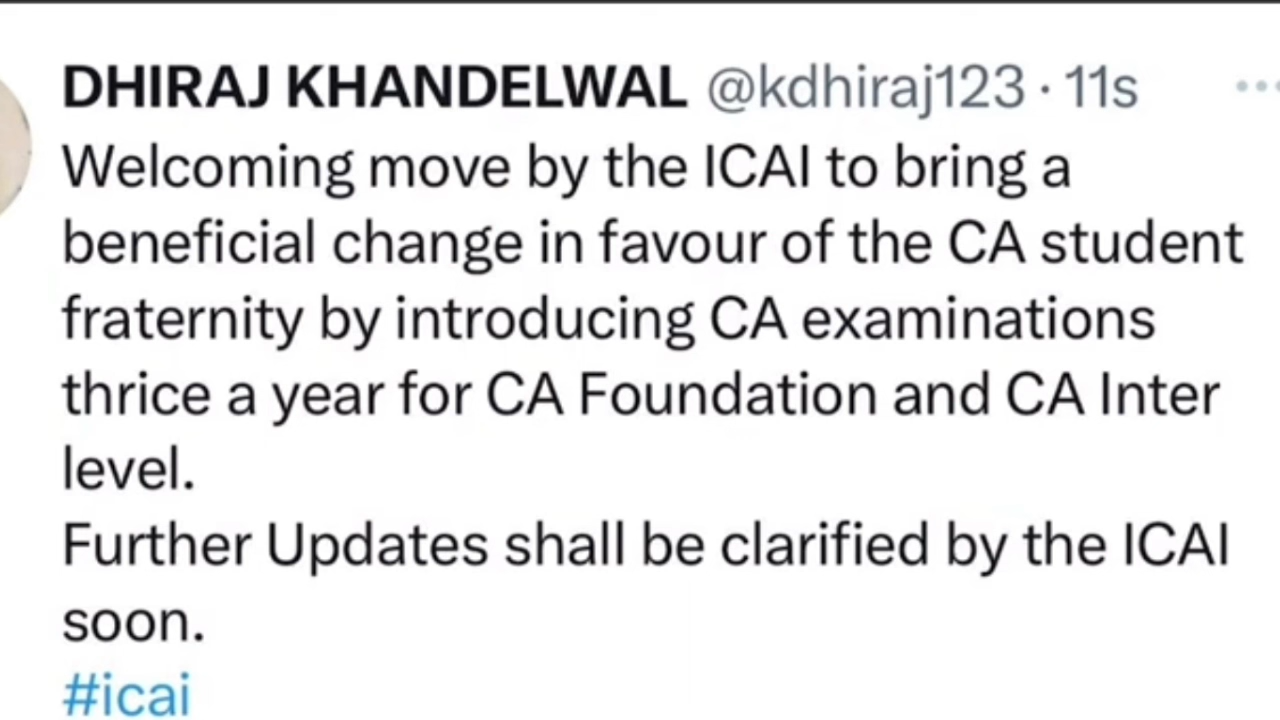 DHIRAJ KHANDELWAL @kdhiraj123 · 11s
Welcoming move by the ICAI to bring a
beneficial change in favour of the CA student
fraternity by introducing CA examinations
thrice a year for CA Foundation and CA Inter
level.
Further Updates shall be clarified by the ICAI
soon.
#icai